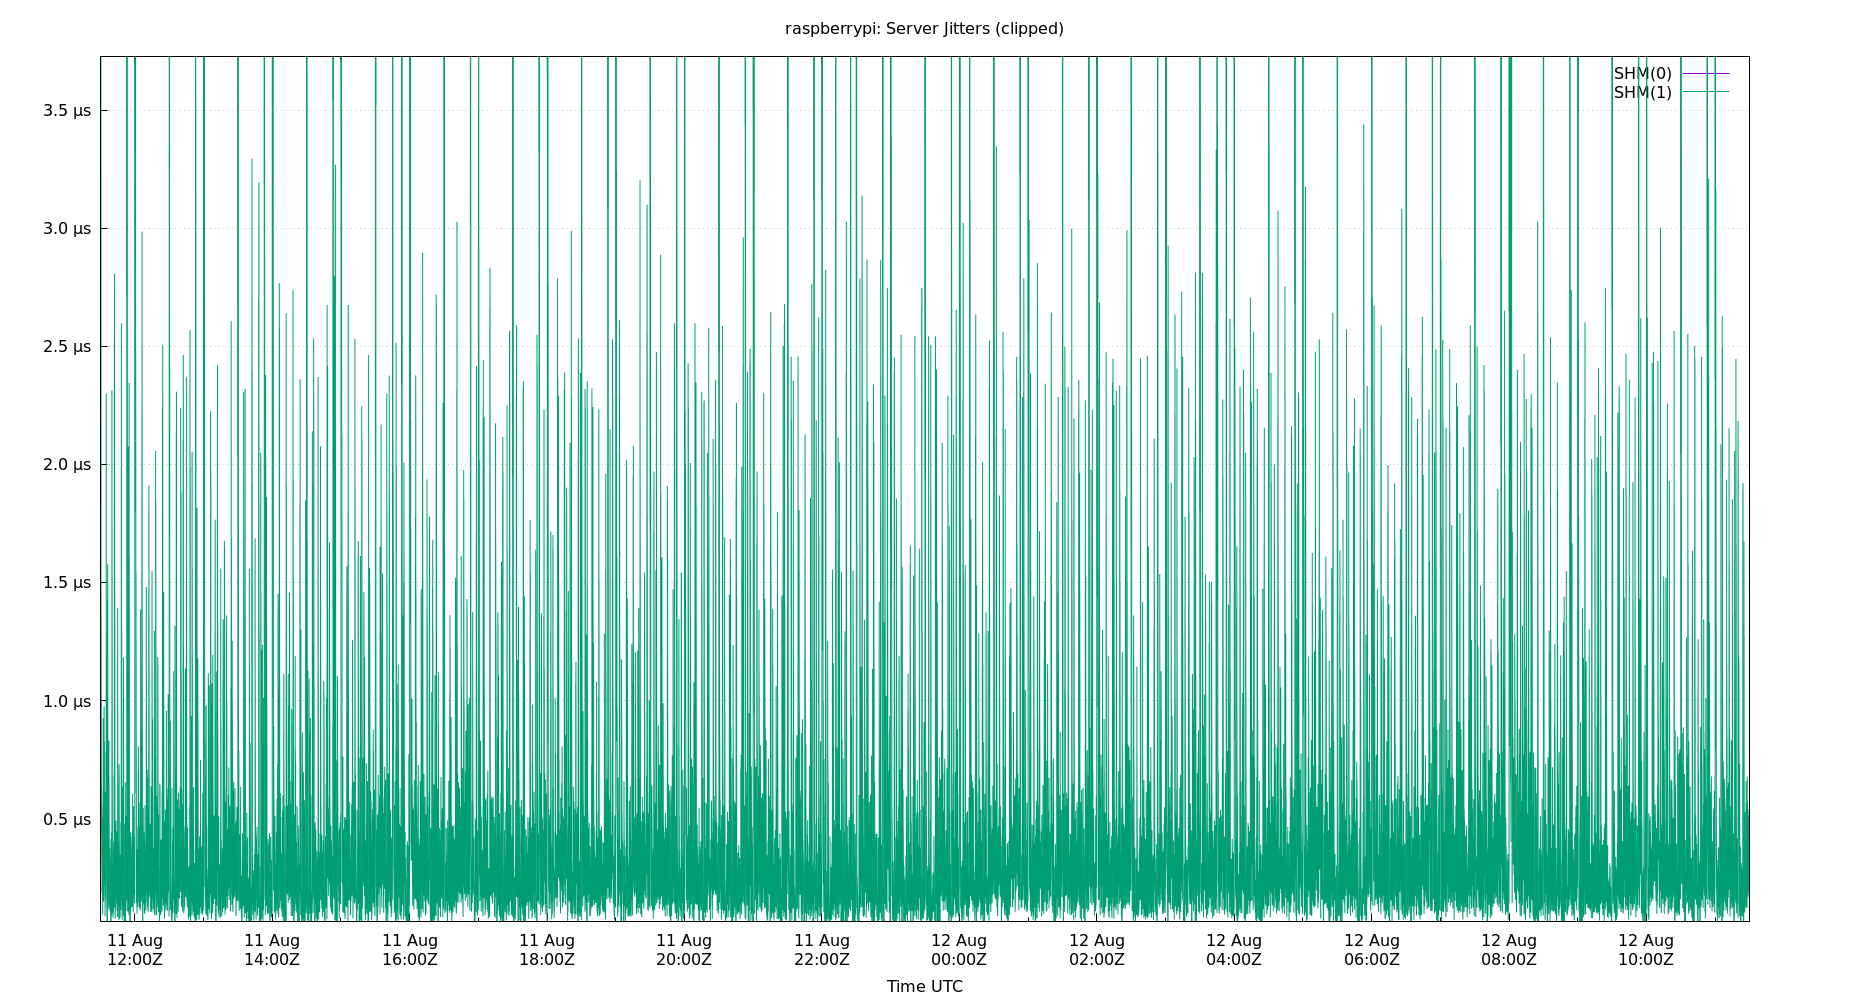 raspberrypi: Server Jitters (clipped)
SHM(0)
SHM(1)
3.5 µs
3.0 µs
2.5 µs
2.0 µs
1.5 µs
1.0 µs
0.5 µs
11 Aug 11 Aug 11 Aug 11 Aug 11 Aug 11 Aug 12 Aug 12 Aug 12 Aug 12 Aug 12 Aug 12 Aug
12:00Z 14:00Z 16:00Z 18:00Z 20:00Z 22:00Z 00:00Z 02:00Z 04:00Z 06:00Z 08:00Z 10:00Z
Time UTC